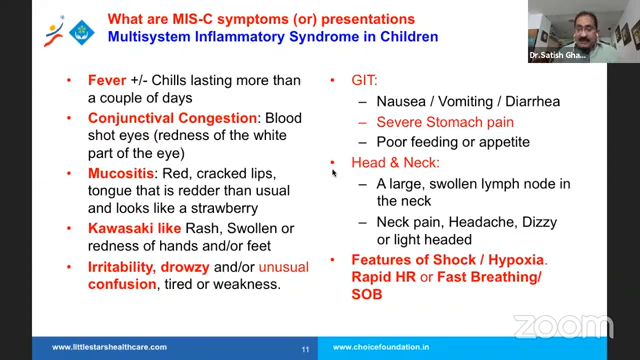 What are MIS-C symptoms (or) presentations
Multisystem Inflammatory Syndrome in Children
Dr.Satish Gha...
• Fever +/- Chills lasting more than
a couple of days
• Conjunctival Congestion: Blood
shot eyes (redness of the white
part of the eye)
• Mucositis: Red, cracked lips,
tongue that is redder than usual
and looks like a strawberry
• Kawasaki like Rash, Swollen or
redness of hands and/or feet
• Irritability, drowzy and/or unusual
confusion, tired or weakness.
• GIT:
– Nausea / Vomiting / Diarrhea
– Severe Stomach pain
– Poor feeding or appetite
• Head & Neck:
– A large, swollen lymph node in
the neck
– Neck pain, Headache, Dizzy
or light headed
• Features of Shock / Hypoxia.
Rapid HR or Fast Breathing/
SOB
zoom
www.littlestarshealthcare.com
11
www.choicefoundation.in